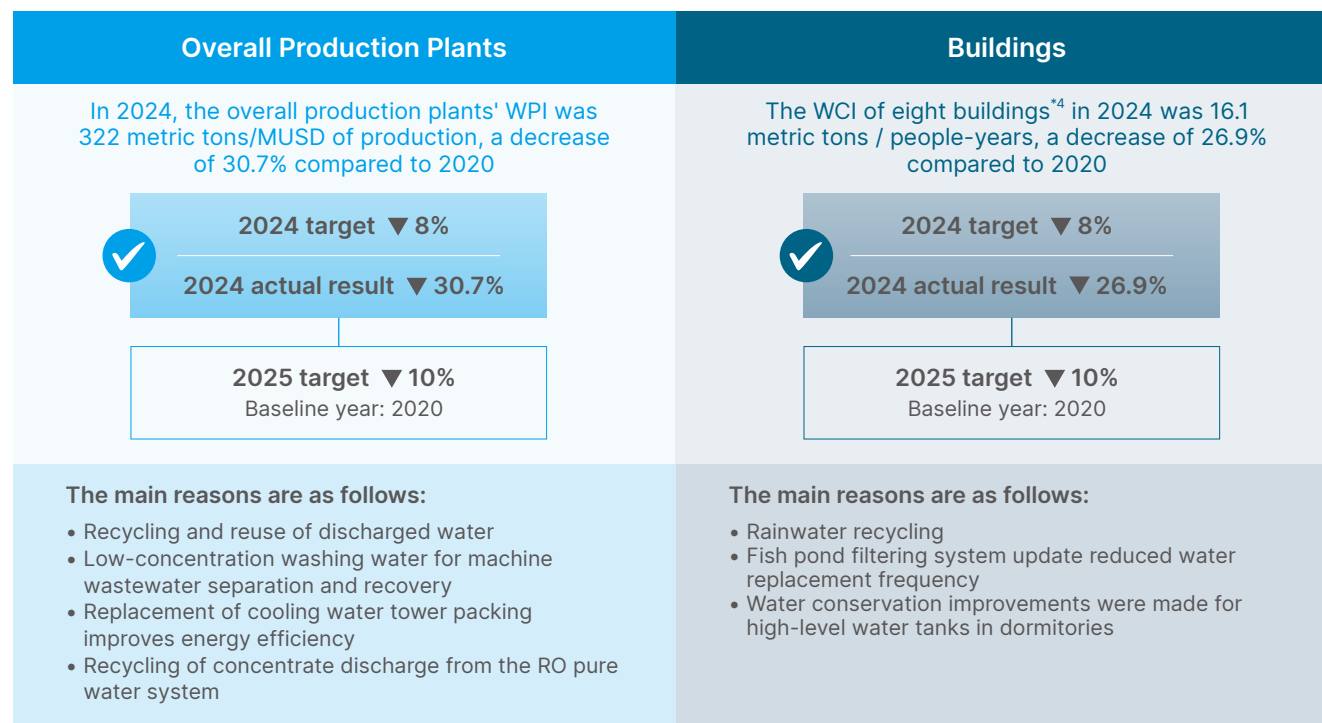 Overall Production Plants
In 2024, the overall production plants' WPI was
322 metric tons/MUSD of production, a decrease
of 30.7% compared to 2020
2024 target ▼ 8%
2024 actual result ▼ 30.7%
2025 target ▼ 10%
Baseline year: 2020
The main reasons are as follows:
• Recycling and reuse of discharged water
• Low-concentration washing water for machine
wastewater separation and recovery
• Replacement of cooling water tower packing
improves energy efficiency
• Recycling of concentrate discharge from the RO pure
water system
Buildings
The WCI of eight buildings*4 in 2024 was 16.1
metric tons / people-years, a decrease of 26.9%
compared to 2020
2024 target ▼ 8%
2024 actual result ▼ 26.9%
2025 target ▼ 10%
Baseline year: 2020
The main reasons are as follows:
• Rainwater recycling
• Fish pond filtering system update reduced water
replacement frequency
• Water conservation improvements were made for
high-level water tanks in dormitories